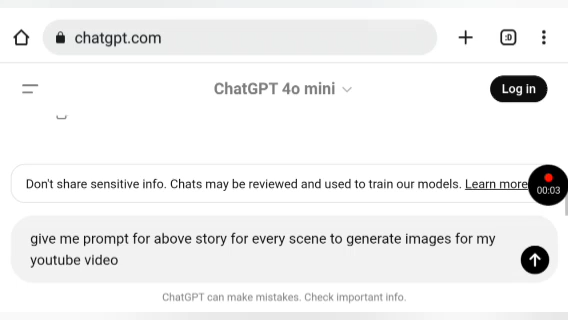 chatgpt.com
:D
ChatGPT 4o mini
Log in
Don't share sensitive info. Chats may be reviewed and used to train our models. Learn more
00:03
give me prompt for above story for every scene to generate images for my
youtube video
ChatGPT can make mistakes. Check important info.